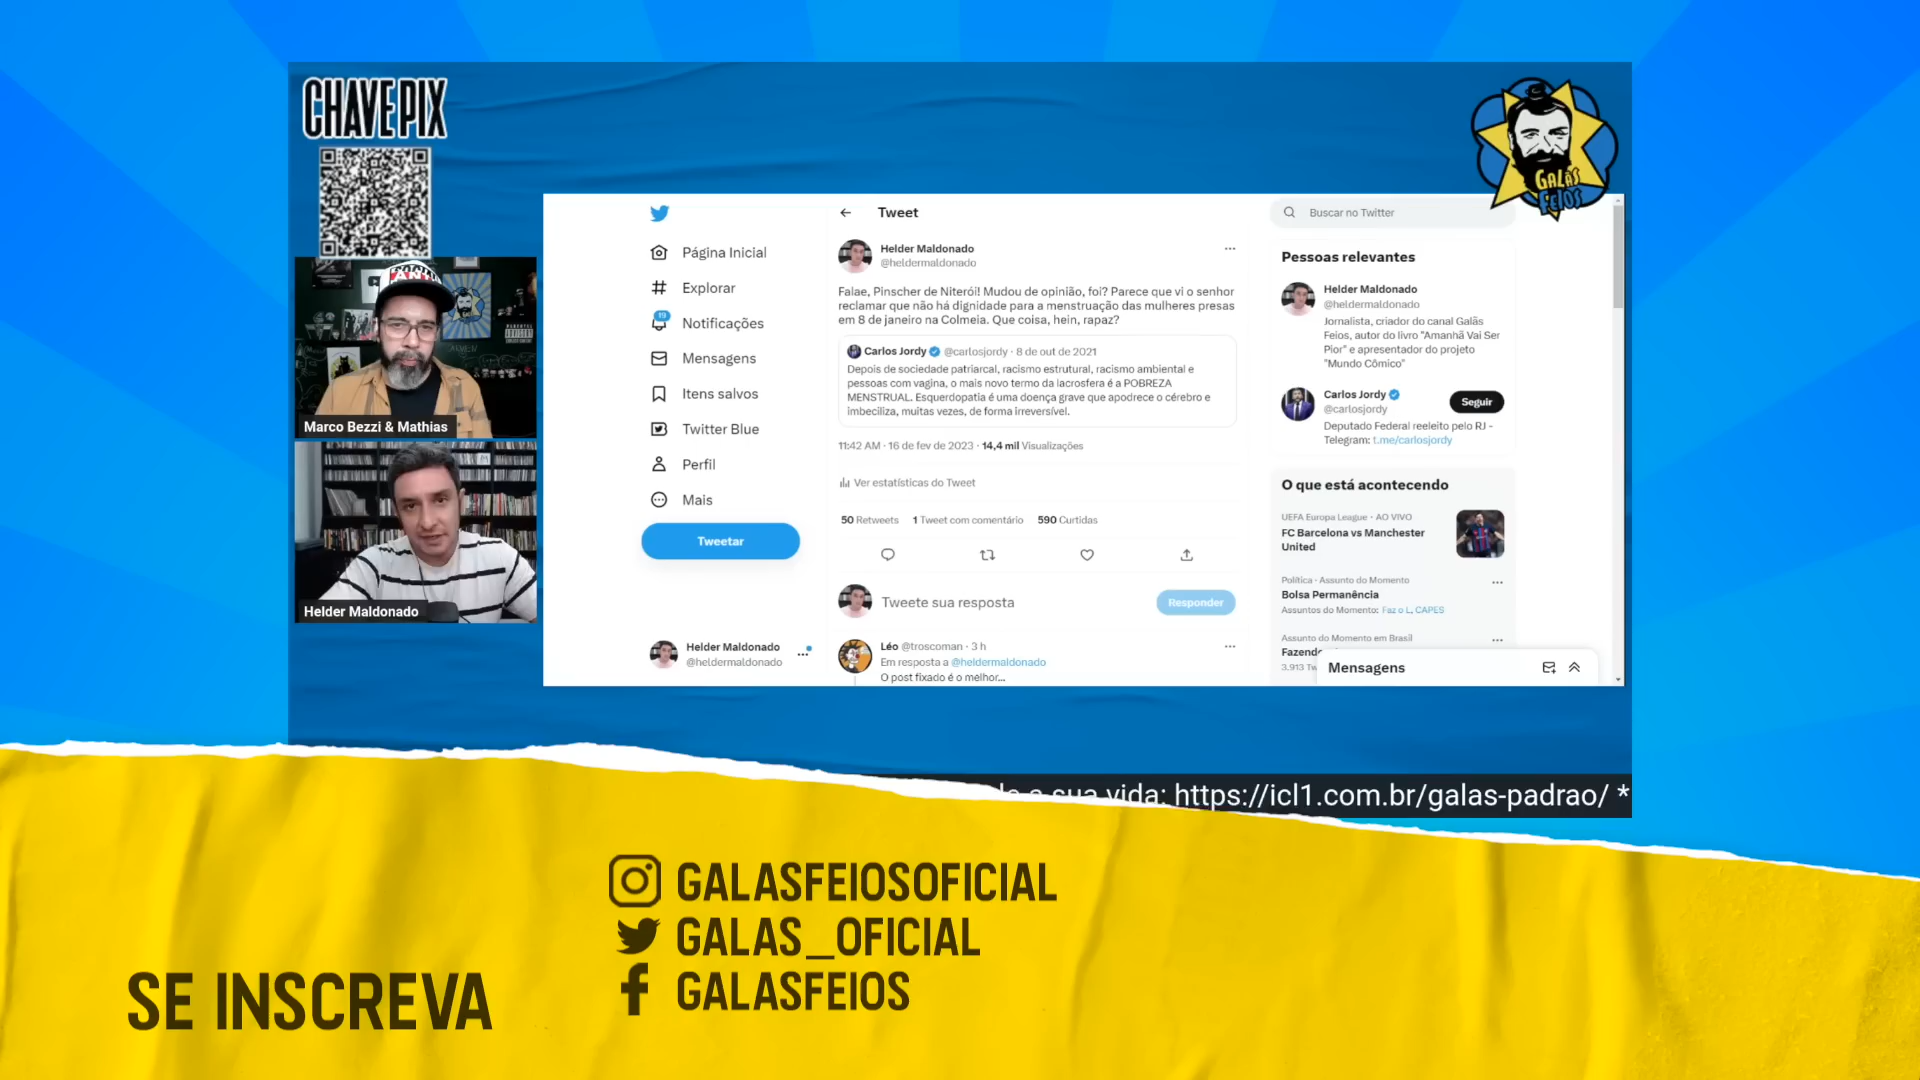 CHAVE PIX
GALÃS
FEIOS
Marco Bezzi & Mathias
Helder Maldonado
Página Inicial
Explorar
19
Notificações
Mensagens
Itens salvos
Twitter Blue
Perfil
Mais
Tweetar
Helder Maldonado
@heldermaldonado
Tweet
Helder Maldonado
@heldermaldonado
Falae, Pinscher de Niterói! Mudou de opinião, foi? Parece que vi o senhor
reclamar que não há dignidade para a menstruação das mulheres presas
em 8 de janeiro na Colmeia. Que coisa, hein, rapaz?
Carlos Jordy @carlosjordy · 8 de out de 2021
Depois de sociedade patriarcal, racismo estrutural, racismo ambiental e
pessoas com vagina, o mais novo termo da lacrosfera é a POBREZA
MENSTRUAL. Esquerdopatia é uma doença grave que apodrece o cérebro e
imbeciliza, muitas vezes, de forma irreversível.
11:42 AM · 16 de fev de 2023 · 14,4 mil Visualizações
Ver estatísticas do Tweet
50 Retweets 1 Tweet com comentário 590 Curtidas
Tweete sua resposta
Responder
Léo @troscoman · 3 h
Em resposta a @heldermaldonado
O post fixado é o melhor...
Buscar no Twitter
Pessoas relevantes
Helder Maldonado
@heldermaldonado
Jornalista, criador do canal Galãs
Feios, autor do livro "Amanhã Vai Ser
Pior" e apresentador do projeto
"Mundo Cômico"
Carlos Jordy
@carlosjordy
Seguir
Deputado Federal reeleito pelo RJ -
Telegram: t.me/carlosjordy
O que está acontecendo
UEFA Europa League · AO VIVO
FC Barcelona vs Manchester
United
Política · Assunto do Momento
Bolsa Permanência
Assuntos do Momento: Faz o L, CAPES
Assunto do Momento em Brasil
Fazend
3.913 Tw
Mensagens
a sua vida: https://icl1.com.br/galas-padrao/ *
GALASFEIOSOFICIAL
GALAS_OFICIAL
GALASFEIOS
SE INSCREVA